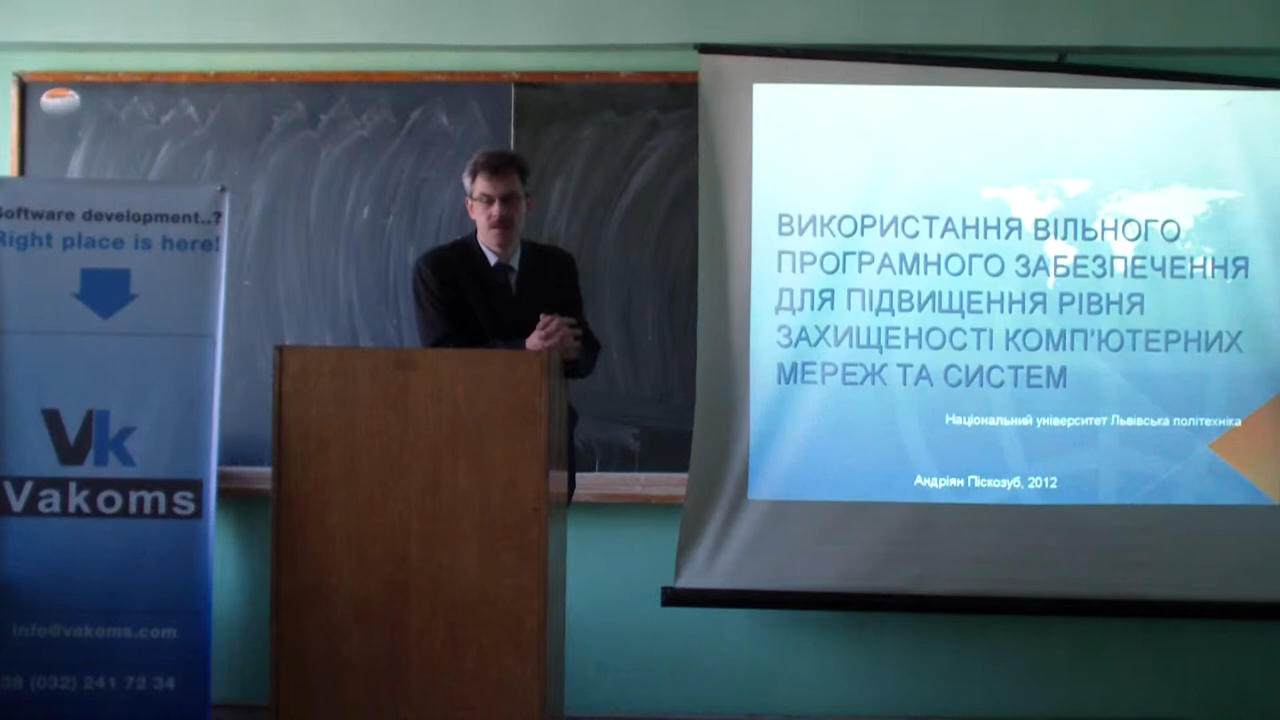 Software development..?
Right place is here!
Vk
Vakoms
info@vakoms.com
38 (032) 241 72 34
ВИКОРИСТАННЯ ВІЛЬНОГО
ПРОГРАМНОГО ЗАБЕЗПЕЧЕННЯ
ДЛЯ ПІДВИЩЕННЯ РІВНЯ
ЗАХИЩЕНОСТІ КОМП'ЮТЕРНИХ
МЕРЕЖ ТА СИСТЕМ
Національний університет Львівська політехніка
Андріян Піскозуб, 2012